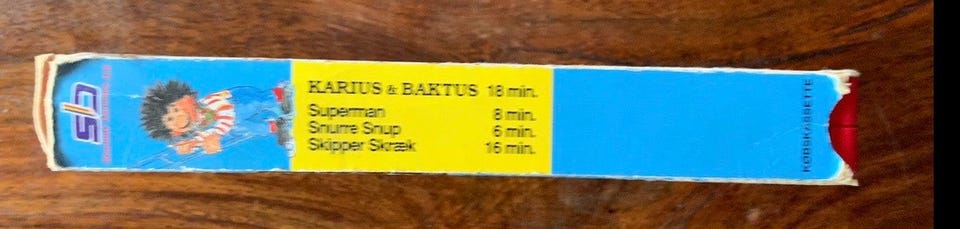 KARIUS & BAKTUS 18 min.
Superman 8 min.
Snurre Snup 6 min.
Skipper Skræk 16 min.
KØBSKASSETTE